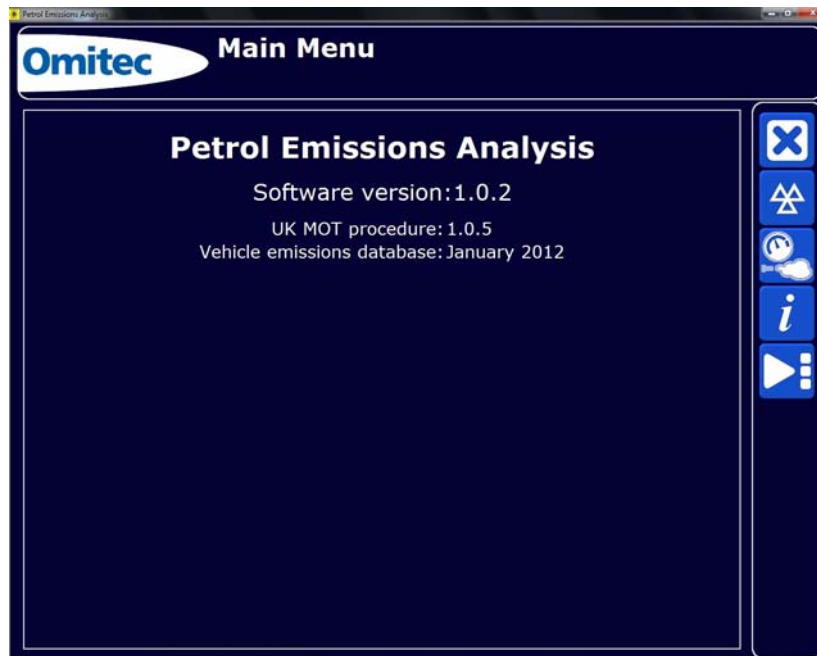 Petrol Emissions Analysis
Omitec
Main Menu
Petrol Emissions Analysis
Software version:1.0.2
UK MOT procedure: 1.0.5
Vehicle emissions database: January 2012
i